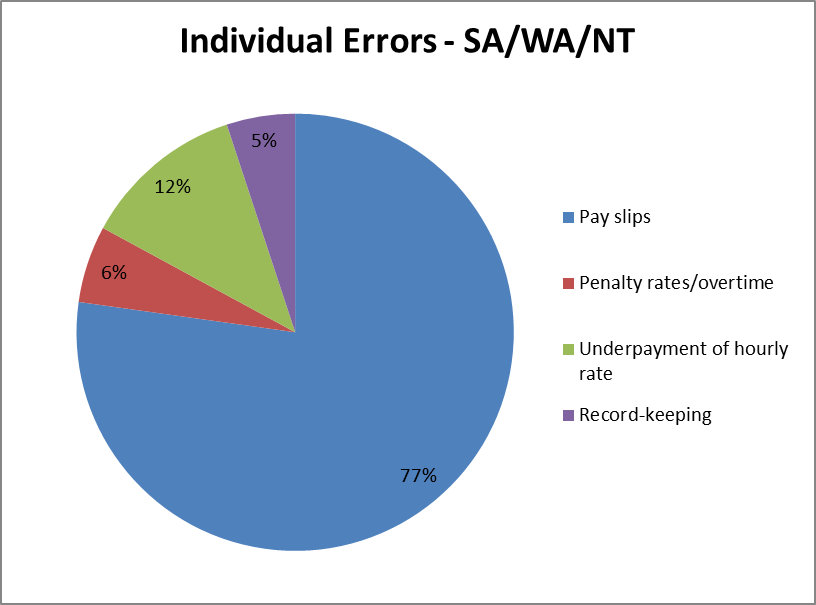 Individual Errors - SA/WA/NT
5%
12%
6%
77%
Pay slips
Penalty rates/overtime
Underpayment of hourly
rate
Record-keeping